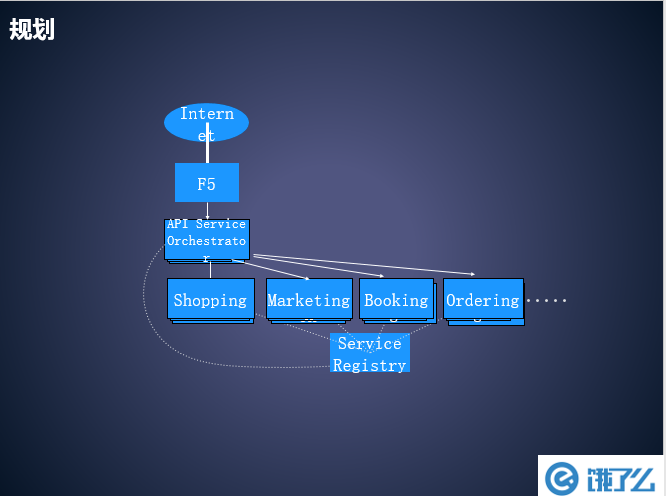 规划
Intern
et
F5
API Service
Orchestrato
r
Shopping
Marketing
Booking
Ordering
......
Service
Registry
饿了么